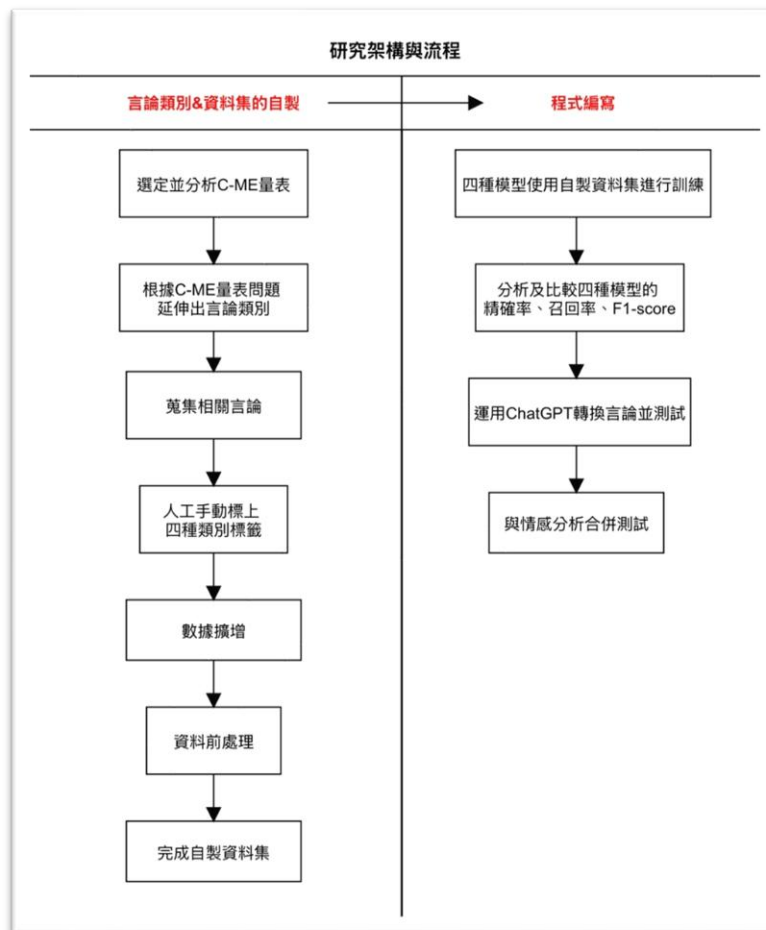 研究架構與流程
言論類別&資料集的自製
程式編寫
選定並分析C-ME量表
根據C-ME量表問題
延伸出言論類別
蒐集相關言論
人工手動標上
四種類別標籤
數據擴增
資料前處理
完成自製資料集
四種模型使用自製資料集進行訓練
分析及比較四種模型的
精確率、召回率、F1-score
運用ChatGPT轉換言論並測試
與情感分析合併測試